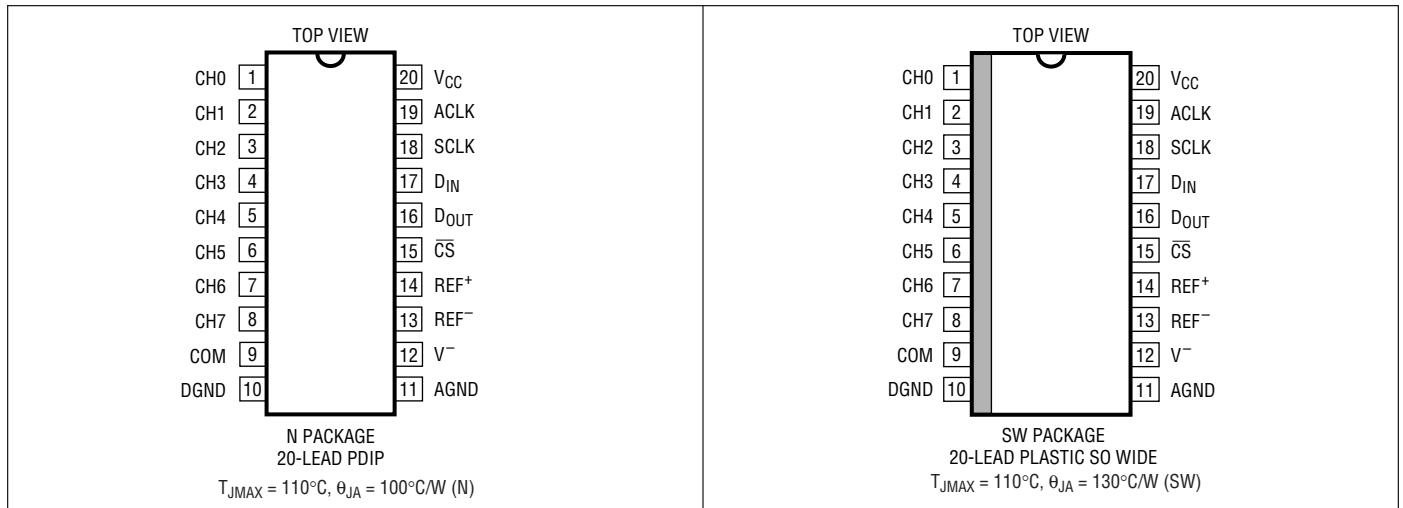 TOP VIEW
CH0 1 20 VCC
CH1 2 19 ACLK
CH2 3 18 SCLK
CH3 4 17 DIN
CH4 5 16 DOUT
CH5 6 15 C̅S̅
CH6 7 14 REF⁺
CH7 8 13 REF⁻
COM 9 12 V⁻
DGND 10 11 AGND
N PACKAGE
20-LEAD PDIP
TJMAX = 110°C, θJA = 100°C/W (N)
TOP VIEW
CH0 1 20 VCC
CH1 2 19 ACLK
CH2 3 18 SCLK
CH3 4 17 DIN
CH4 5 16 DOUT
CH5 6 15 C̅S̅
CH6 7 14 REF⁺
CH7 8 13 REF⁻
COM 9 12 V⁻
DGND 10 11 AGND
SW PACKAGE
20-LEAD PLASTIC SO WIDE
TJMAX = 110°C, θJA = 130°C/W (SW)